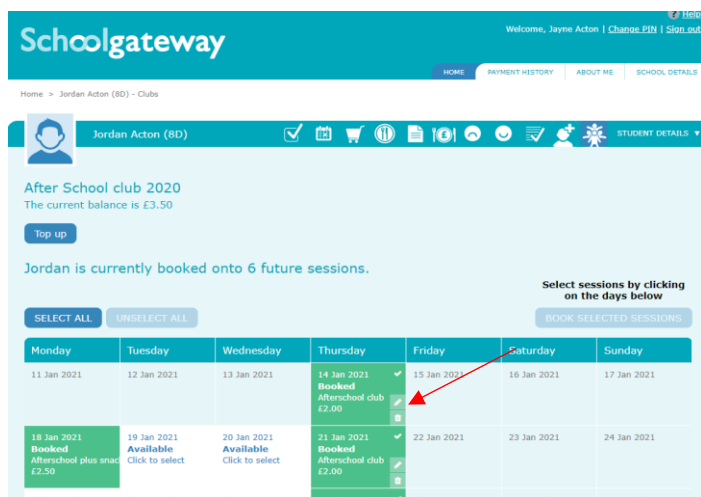 Help
Schoolgateway
Welcome, Jayne Acton | Change PIN | Sign out
HOME PAYMENT HISTORY ABOUT ME SCHOOL DETAILS
Home > Jordan Acton (8D) - Clubs
Jordan Acton (8D)
STUDENT DETAILS
After School club 2020
The current balance is £3.50
Top up
Jordan is currently booked onto 6 future sessions.
Select sessions by clicking
on the days below
SELECT ALL UNSELECT ALL BOOK SELECTED SESSIONS
Monday Tuesday Wednesday Thursday Friday Saturday Sunday
11 Jan 2021 12 Jan 2021 13 Jan 2021 14 Jan 2021 15 Jan 2021 16 Jan 2021 17 Jan 2021
Booked
Afterschool club
£2.00
18 Jan 2021 19 Jan 2021 20 Jan 2021 21 Jan 2021 22 Jan 2021 23 Jan 2021 24 Jan 2021
Booked Available Available Booked
Afterschool plus snac Click to select Click to select Afterschool club
£2.50 £2.00